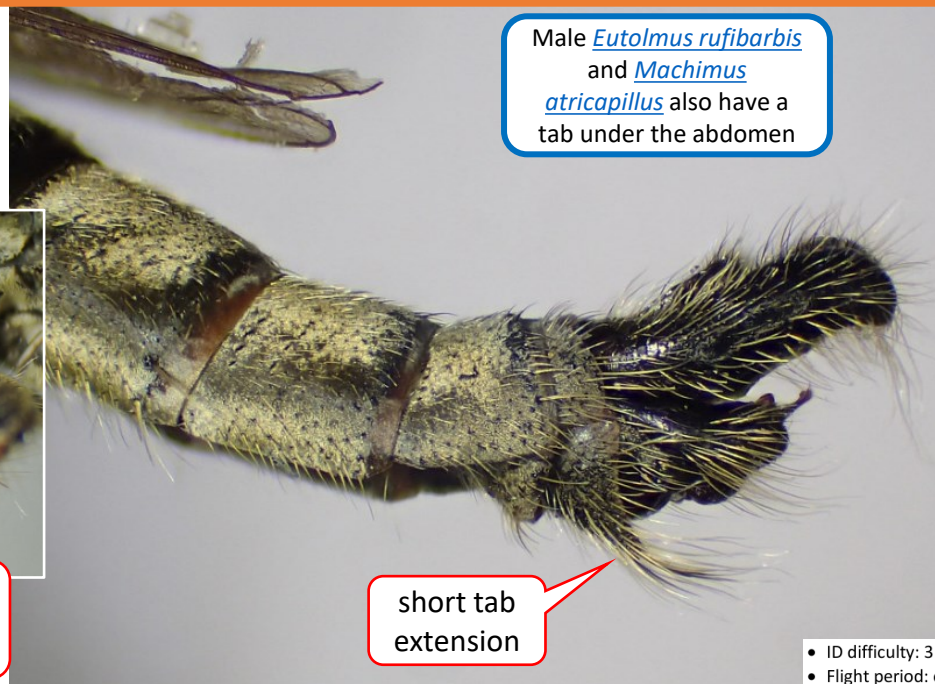 Male Eutolmus rufibarbis
and Machimus
atricapillus also have a
tab under the abdomen
short tab
extension
• ID difficulty: 3
• Flight period: